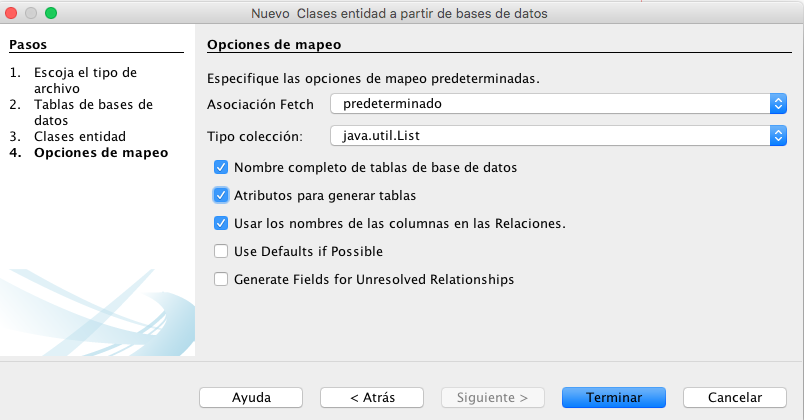 Nuevo Clases entidad a partir de bases de datos
Pasos
1. Escoja el tipo de
archivo
2. Tablas de bases de
datos
3. Clases entidad
4. Opciones de mapeo
Opciones de mapeo
Especifique las opciones de mapeo predeterminadas.
Asociación Fetch predeterminado
Tipo colección: java.util.List
Nombre completo de tablas de base de datos
Atributos para generar tablas
Usar los nombres de las columnas en las Relaciones.
Use Defaults if Possible
Generate Fields for Unresolved Relationships
Ayuda < Atrás Siguiente > Terminar Cancelar